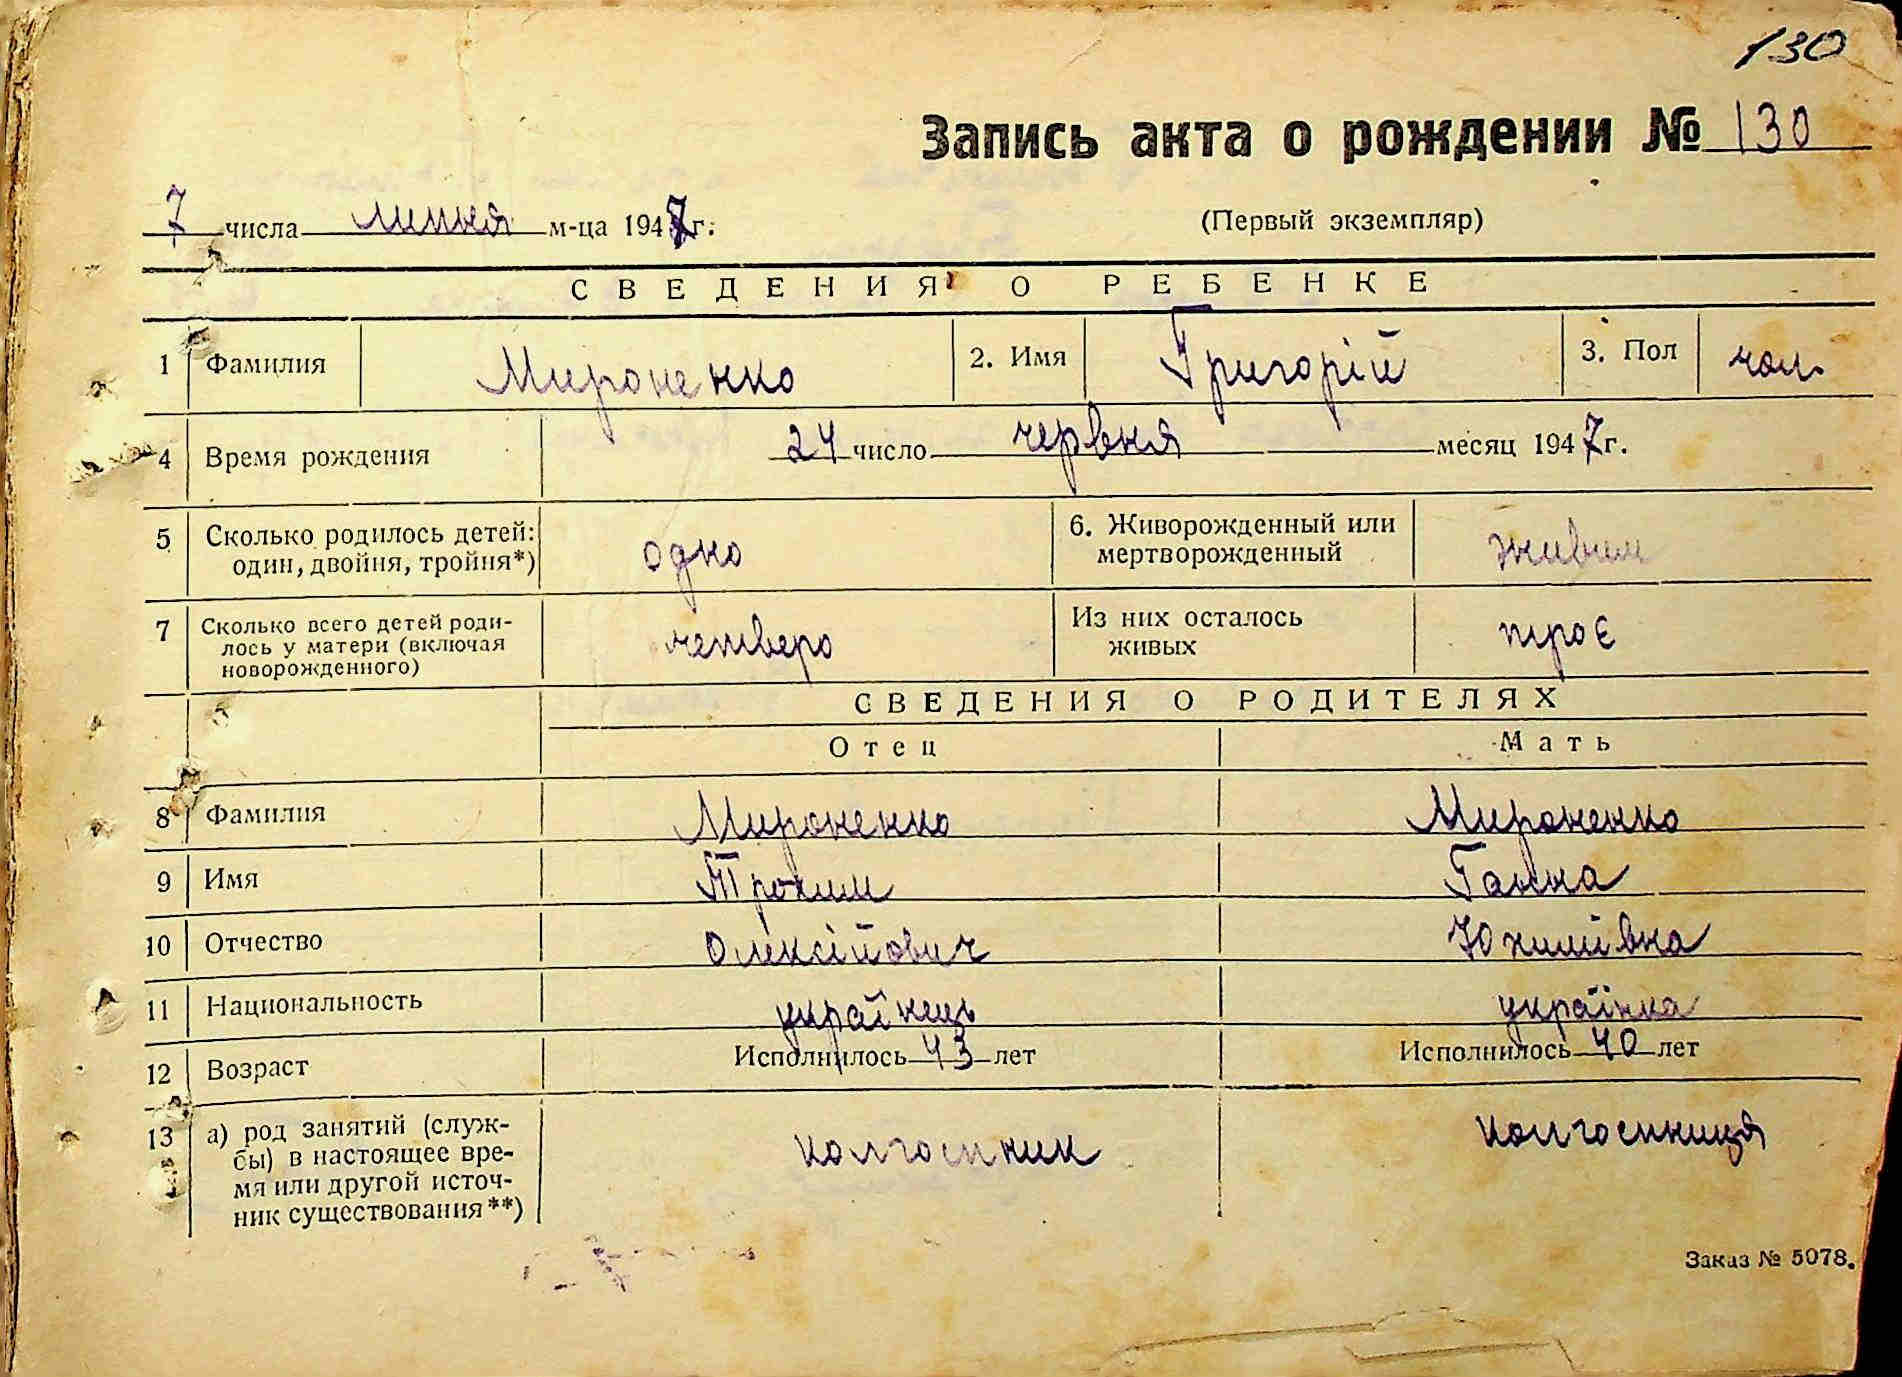 130
Запись акта о рождении № 130
7 числа липня м-ца 1947 г.
(Первый экземпляр)
СВЕДЕНИЯ О РЕБЕНКЕ
1 Фамилия Мироненко 2. Имя Григорій 3. Пол чол.
4 Время рождения 24 число червня месяц 1947 г.
5 Сколько родилось детей: один, двойня, тройня*) одно 6. Живорожденный или мертворожденный живим
7 Сколько всего детей родилось у матери (включая новорожденного) четверо Из них осталось живых троє
СВЕДЕНИЯ О РОДИТЕЛЯХ
Отец Мать
8 Фамилия Мироненко Мироненко
9 Имя Трохим Ганна
10 Отчество Олексійович Юхимівна
11 Национальность українець українка
12 Возраст Исполнилось 43 лет Исполнилось 40 лет
13 а) род занятий (службы) в настоящее время или другой источник существования**) колгоспник колгоспниця
Заказ № 5078.